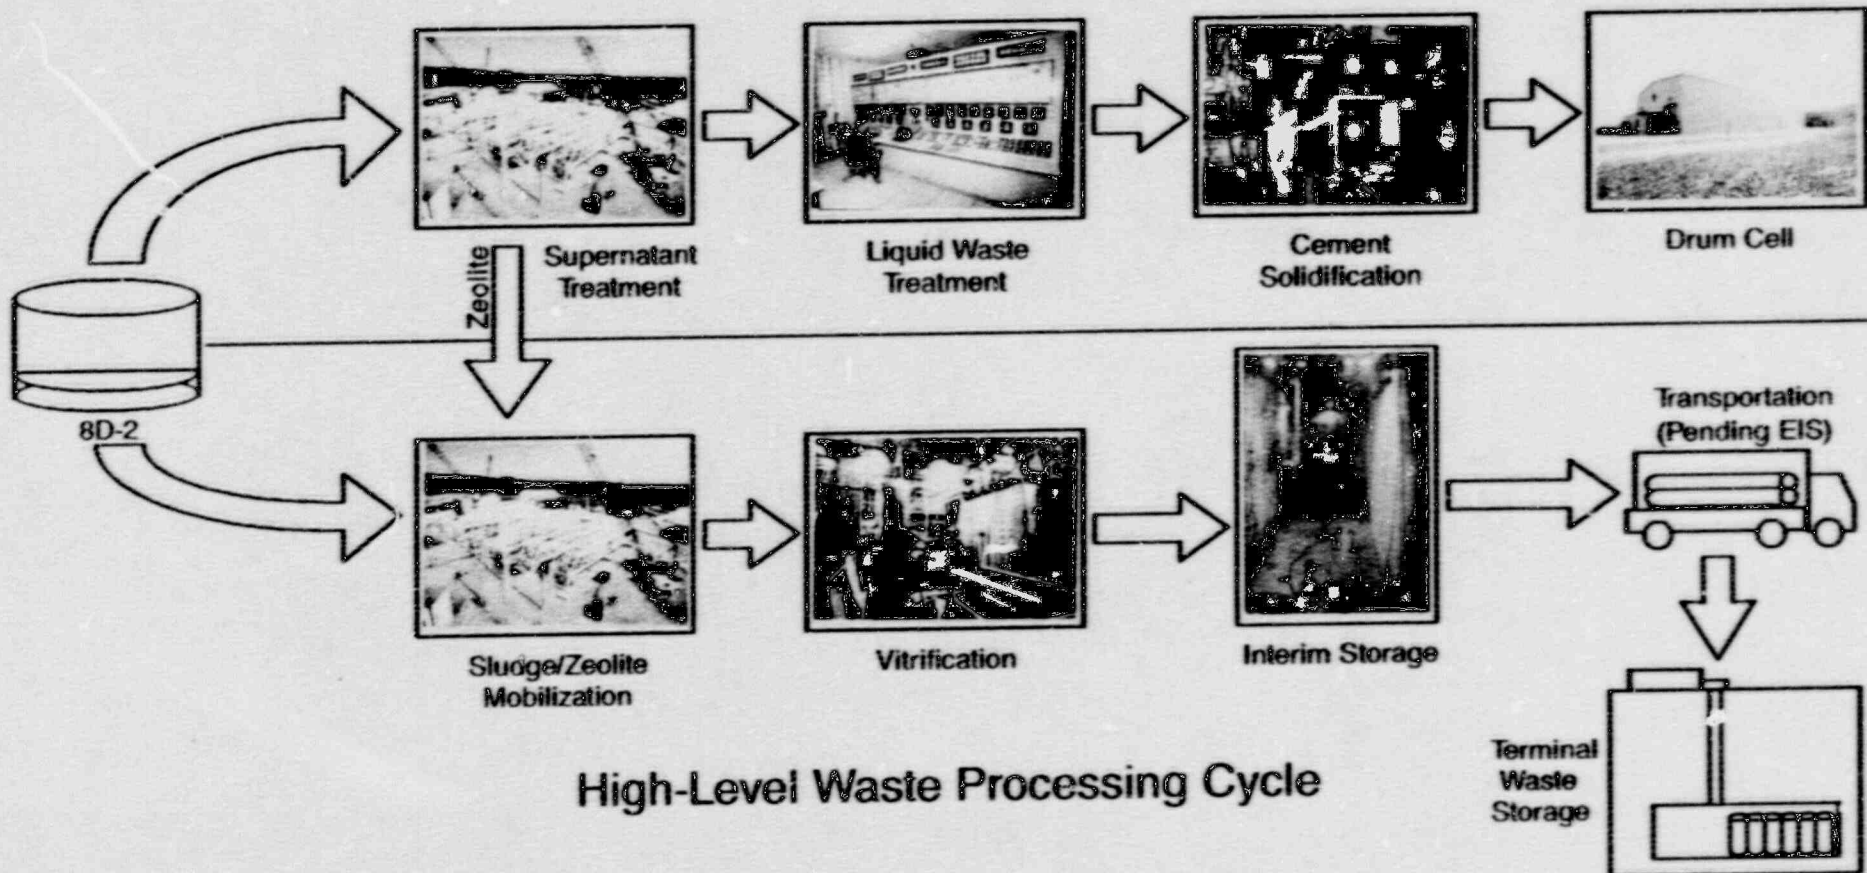 Supernatant
Treatment
Liquid Waste
Treatment
Cement
Solidification
Drum Cell
Zeolite
8D-2
Transportation
(Pending EIS)
Sludge/Zeolite
Mobilization
Vitrification
Interim Storage
Terminal
Waste
Storage
High-Level Waste Processing Cycle